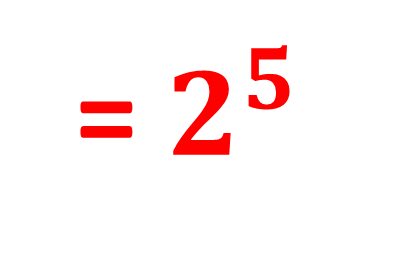 = 2⁵